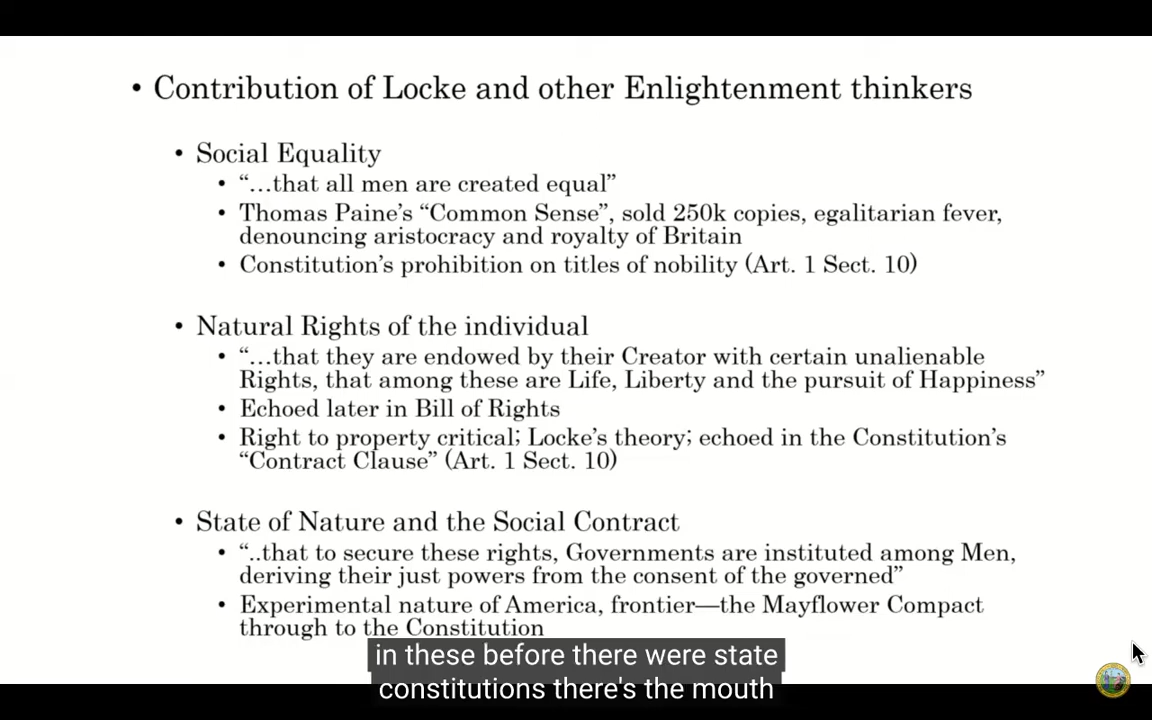 • Contribution of Locke and other Enlightenment thinkers
• Social Equality
• “…that all men are created equal”
• Thomas Paine’s “Common Sense”, sold 250k copies, egalitarian fever,
denouncing aristocracy and royalty of Britain
• Constitution’s prohibition on titles of nobility (Art. 1 Sect. 10)
• Natural Rights of the individual
• “…that they are endowed by their Creator with certain unalienable
Rights, that among these are Life, Liberty and the pursuit of Happiness”
• Echoed later in Bill of Rights
• Right to property critical; Locke’s theory; echoed in the Constitution’s
“Contract Clause” (Art. 1 Sect. 10)
• State of Nature and the Social Contract
• “..that to secure these rights, Governments are instituted among Men,
deriving their just powers from the consent of the governed”
• Experimental nature of America, frontier—the Mayflower Compact
through to the Constitution
in these before there were state
constitutions there's the mouth